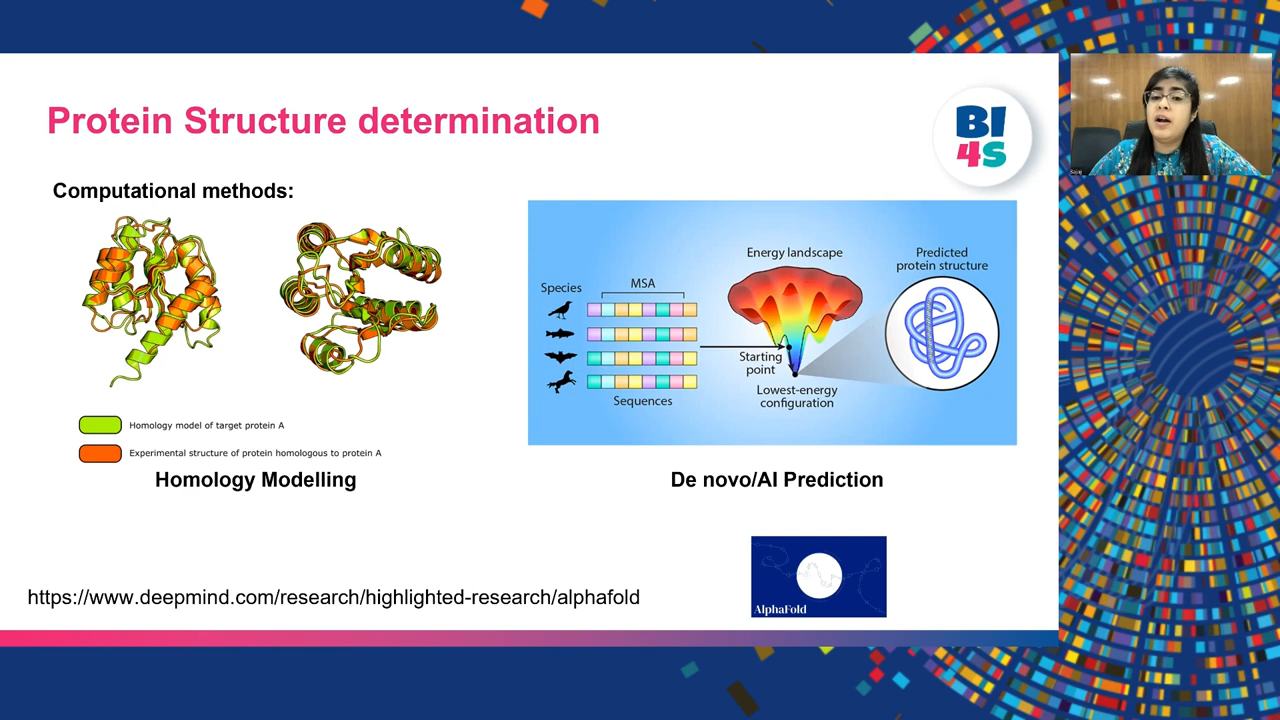 Protein Structure determination
BI
4S
Computational methods:
Homology model of target protein A
Experimental structure of protein homologous to protein A
Homology Modelling
Species
MSA
Sequences
Energy landscape
Starting
point
Lowest-energy
configuration
Predicted
protein structure
De novo/AI Prediction
AlphaFold
https://www.deepmind.com/research/highlighted-research/alphafold